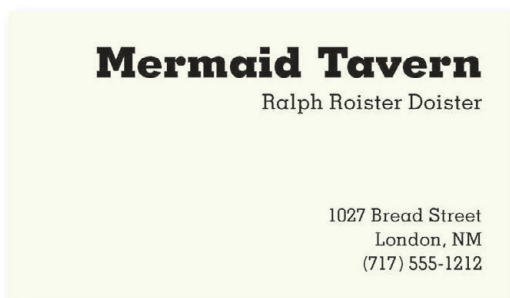 Mermaid Tavern
Ralph Roister Doister
1027 Bread Street
London, NM
(717) 555-1212